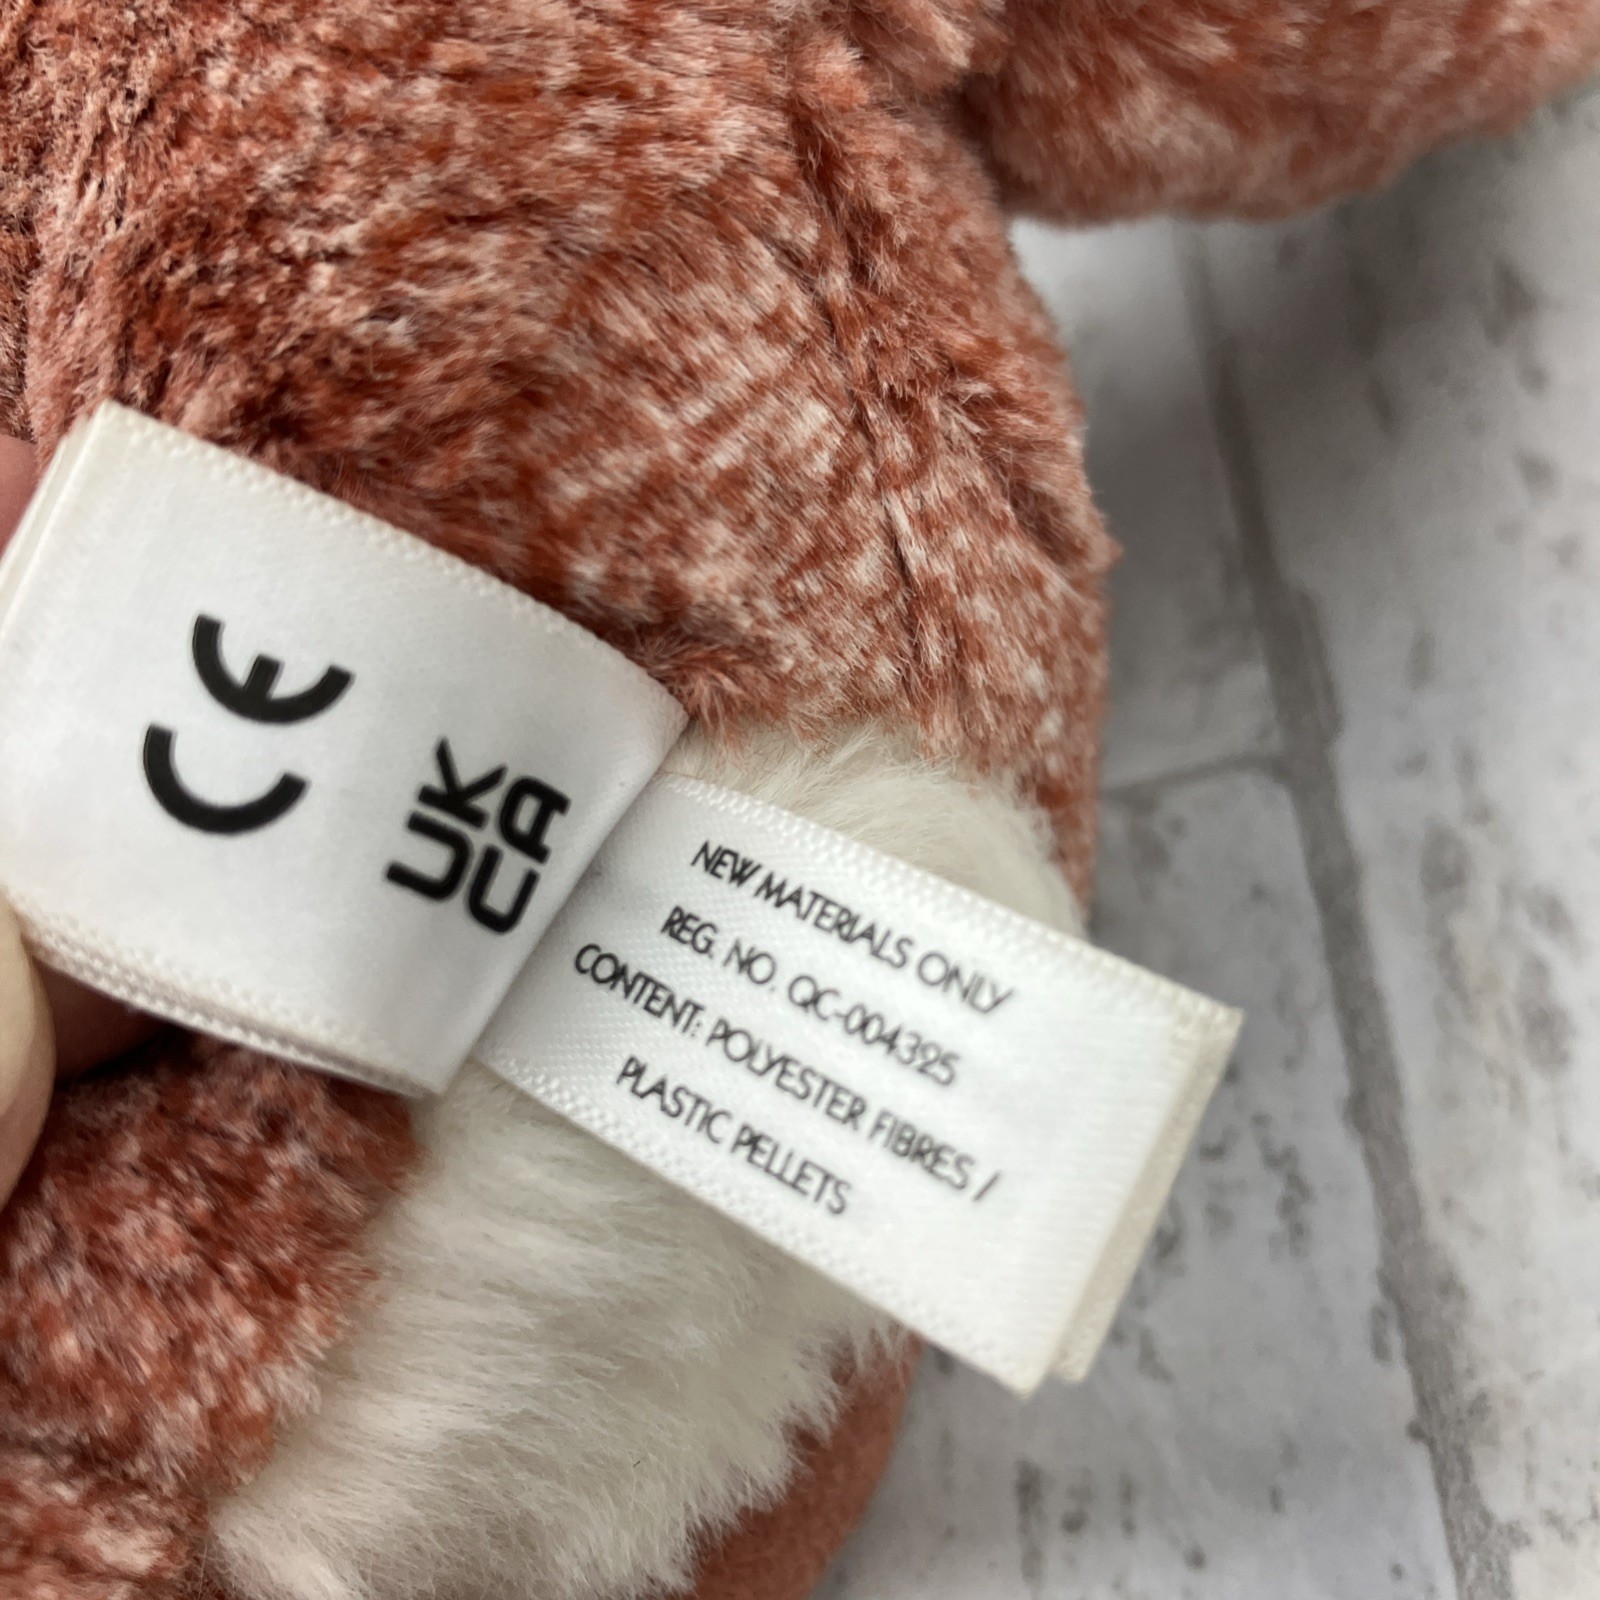 CE
UK
CA
NEW MATERIALS ONLY
REG. NO. QC-004325
CONTENT: POLYESTER FIBRES /
PLASTIC PELLETS